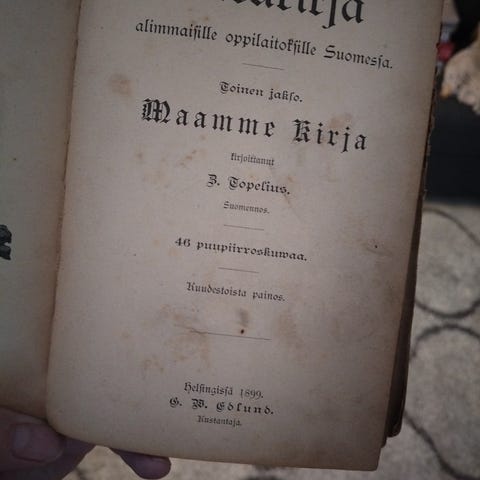 alimmaisille oppilaitoksille Suomessa.
Toinen jakso.
Maamme Kirja
kirjoittanut
Z. Topelius.
Suomennos.
46 puupiirroskuwaa.
Kuudestoista painos.
Helsingissä 1899.
G. W. Edlund.
Kustantaja.